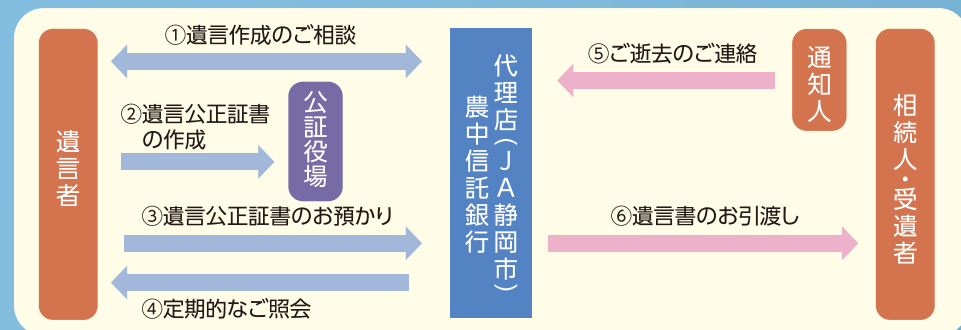 ①遺言作成のご相談
②遺言公正証書
の作成
③遺言公正証書のお預かり
④定期的なご照会
遺言者
公証役場
代理店(JA静岡市)
農中信託銀行
⑤ご逝去のご連絡
⑥遺言書のお引渡し
通知人
相続人・受遺者